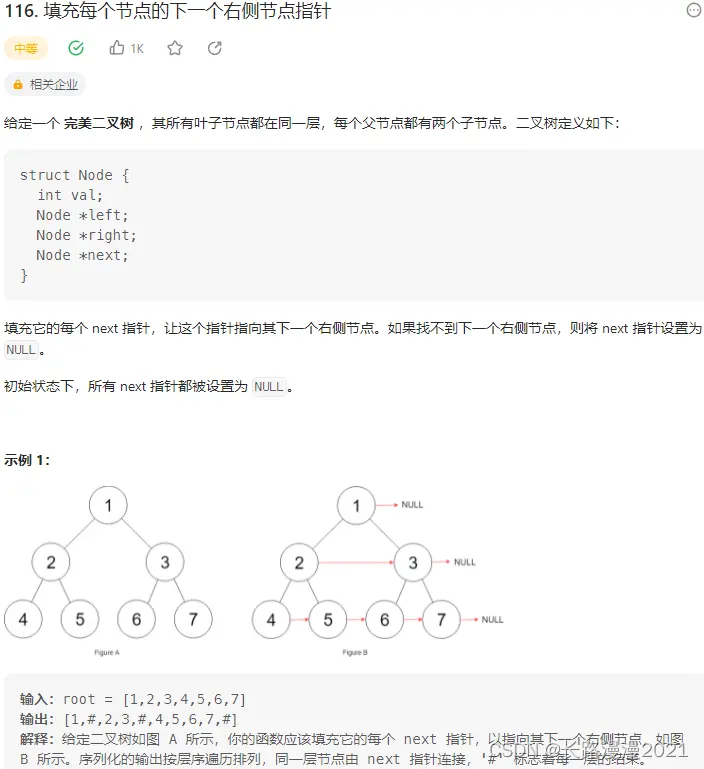 116. 填充每个节点的下一个右侧节点指针
中等 1K
相关企业
给定一个 完美二叉树 ，其所有叶子节点都在同一层，每个父节点都有两个子节点。二叉树定义如下：
struct Node {
int val;
Node *left;
Node *right;
Node *next;
}
填充它的每个 next 指针，让这个指针指向其下一个右侧节点。如果找不到下一个右侧节点，则将 next 指针设置为
NULL。
初始状态下，所有 next 指针都被设置为 NULL。
示例 1：
1 1 NULL
2 3 2 3 NULL
4 5 6 7 4 5 6 7 NULL
Figure A Figure B
输入：root = [1,2,3,4,5,6,7]
输出：[1,#,2,3,#,4,5,6,7,#]
解释：给定二叉树如图 A 所示，你的函数应该填充它的每个 next 指针，以指向其下一个右侧节点，如图
B 所示。序列化的输出按层序遍历排列，同一层节点由 next 指针连接，'#' 标志着每一层的结束。
CSDN @长路漫漫2021